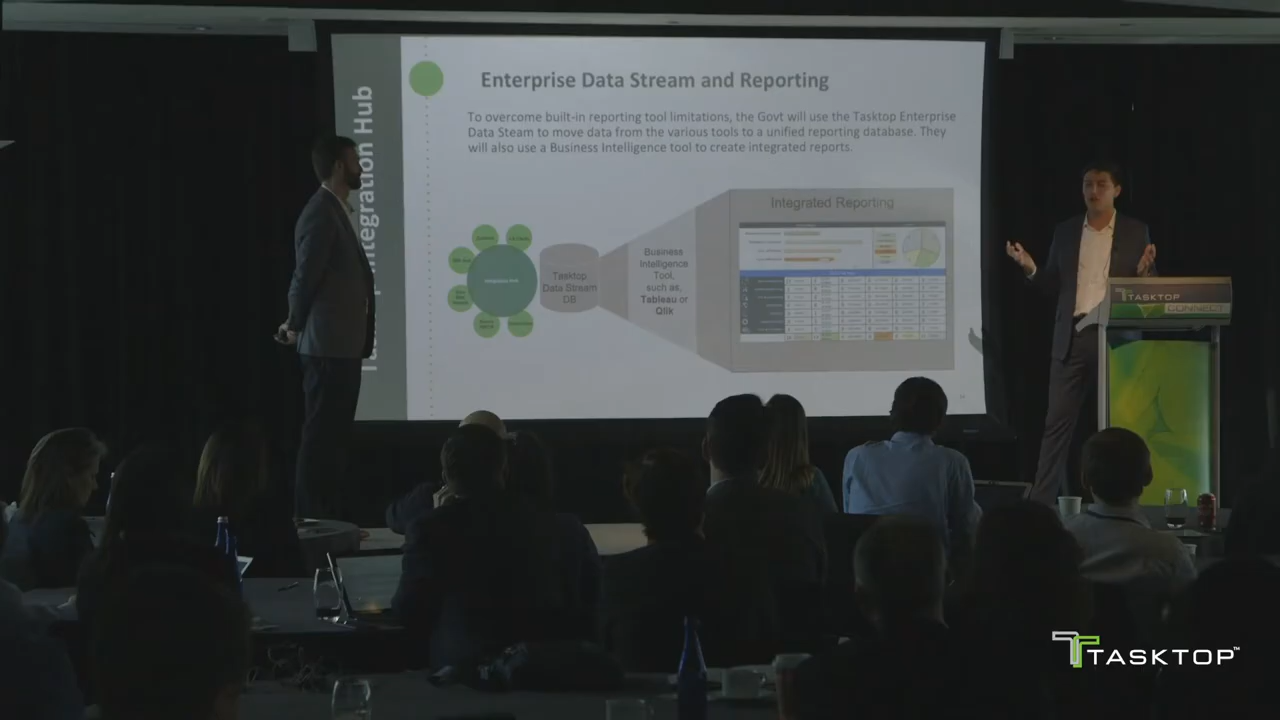 Enterprise Data Stream and Reporting
Integration Hub
To overcome built-in reporting tool limitations, the Govt will use the Tasktop Enterprise
Data Steam to move data from the various tools to a unified reporting database. They
will also use a Business Intelligence tool to create integrated reports.
Integrated Reporting
Tasktop
Data Stream
DB
Business
Intelligence
Tool,
such as,
Tableau or
Qlik
TASKTOP
CONNECT
TASKTOP™